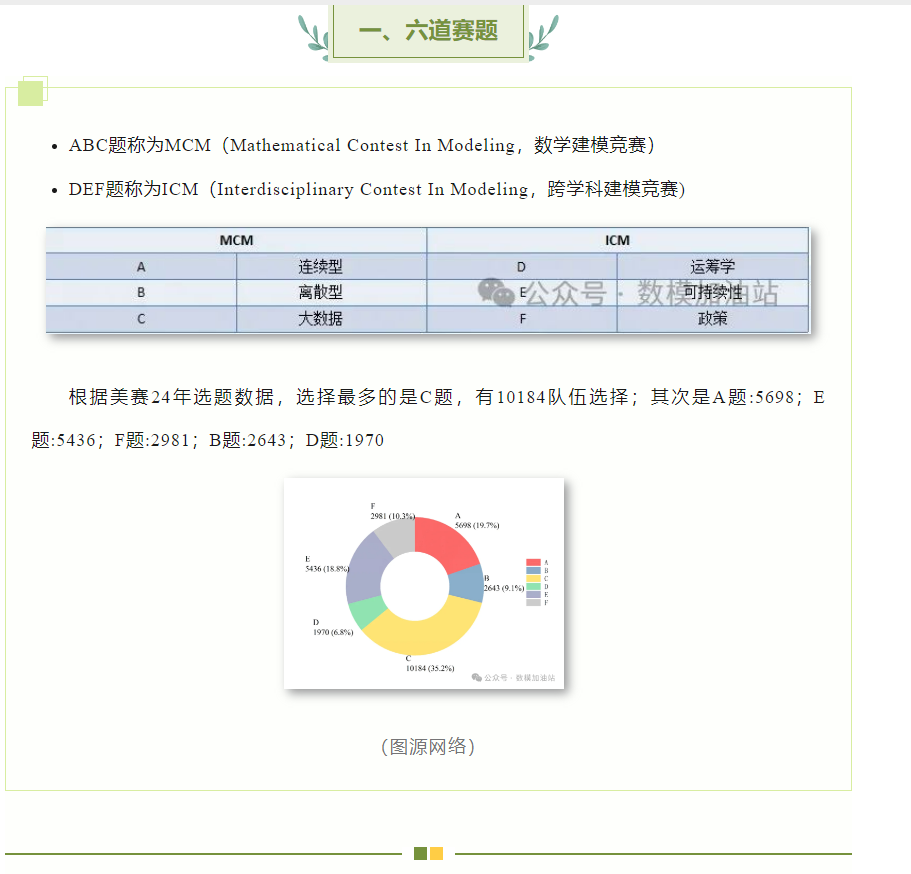 一、六道赛题
ABC题称为MCM（Mathematical Contest In Modeling，数学建模竞赛）
DEF题称为ICM（Interdisciplinary Contest In Modeling，跨学科建模竞赛)
MCM ICM
A 连续型 D 运筹学
B 离散型 E 可持续性
C 大数据 F 政策
公众号 · 数模加油站
根据美赛24年选题数据，选择最多的是C题，有10184队伍选择；其次是A题:5698；E
题:5436；F题:2981；B题:2643；D题:1970
F
2981 (10.3%)
A
5698 (19.7%)
E
5436 (18.8%)
B
2643 (9.1%)
D
1970 (6.8%)
C
10184 (35.2%)
A
B
C
D
E
F
公众号 · 数模加油站
（图源网络）